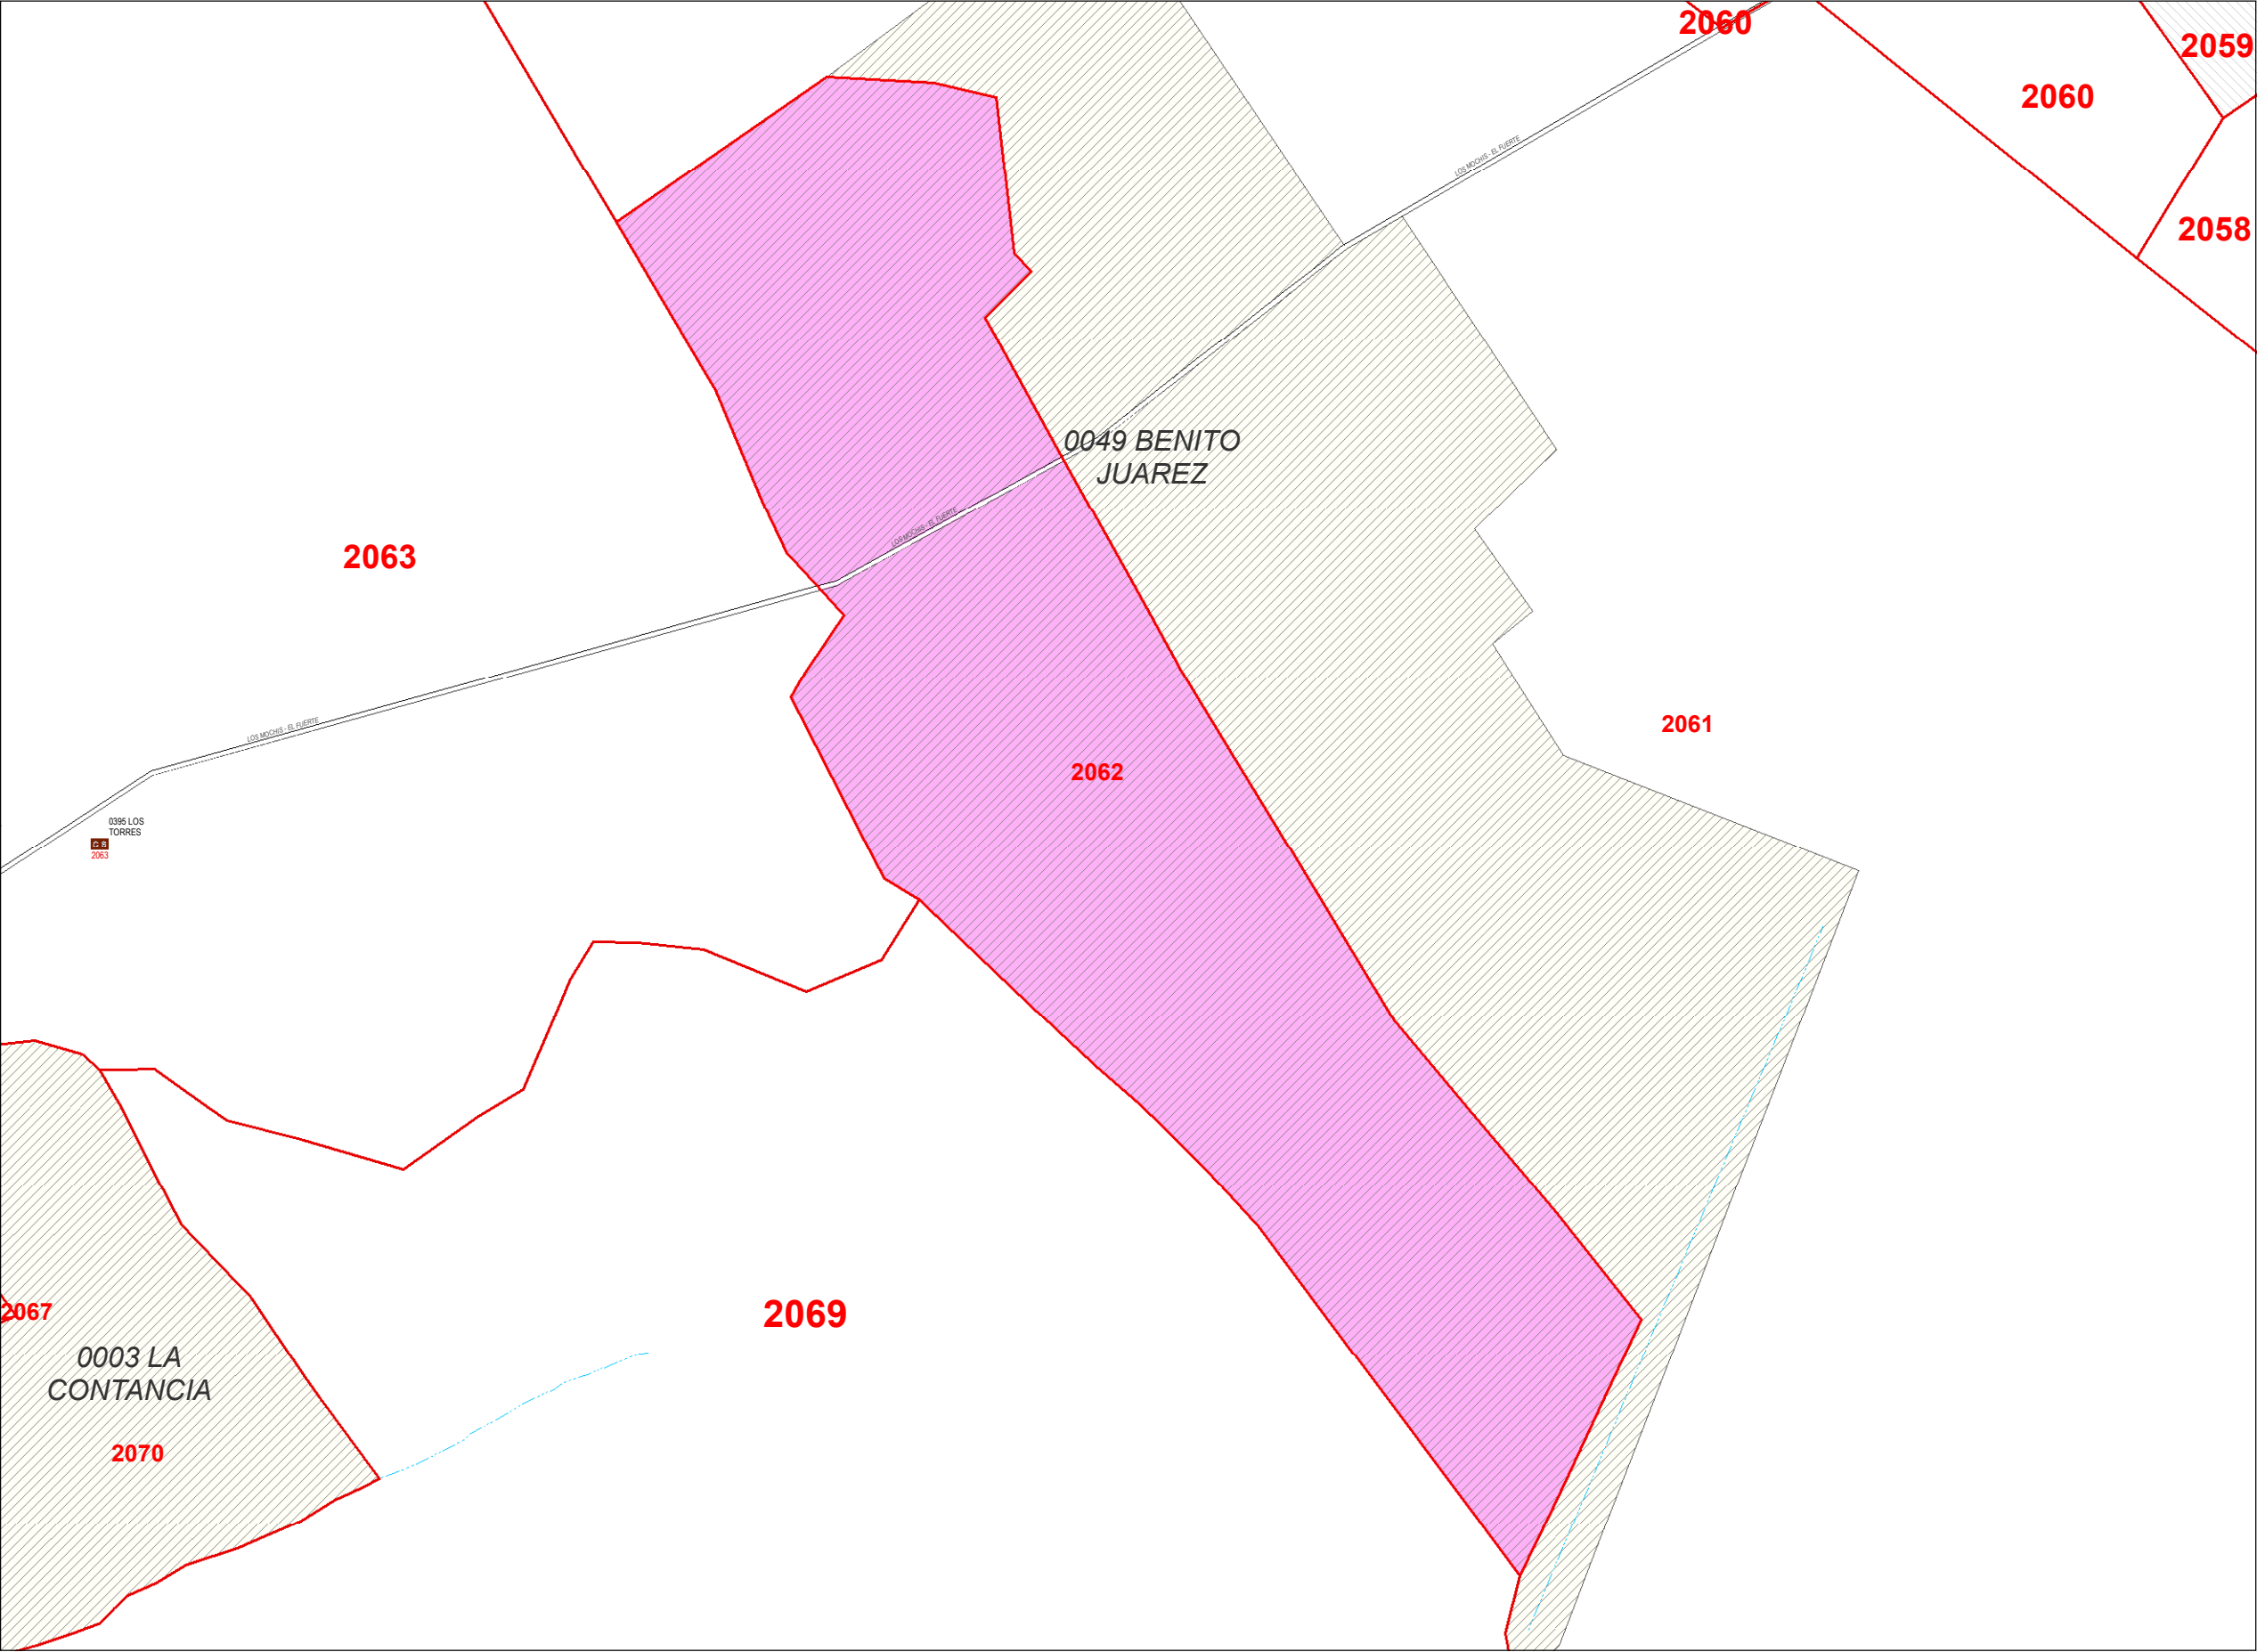 2060
2059
2060
LOS MOCHIS - EL FUERTE
2058
0049 BENITO
JUAREZ
LOS MOCHIS - EL FUERTE
2063
LOS MOCHIS - EL FUERTE
2061
2062
0395 LOS
TORRES
2063
2067
2069
0003 LA
CONTANCIA
2070